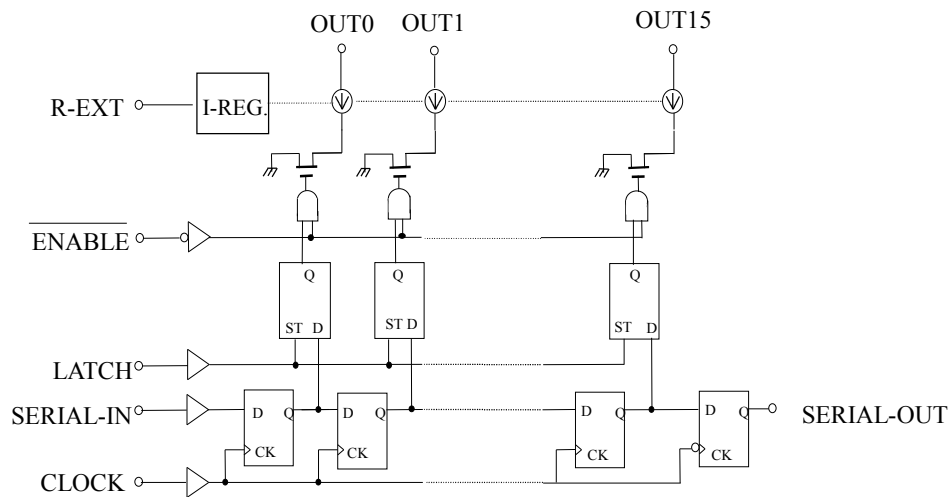 OUT0 OUT1 OUT15
R-EXT I-REG.
ENABLE
Q Q Q
ST D ST D ST D
LATCH
SERIAL-IN D Q D Q D Q D Q SERIAL-OUT
CK CK CK CK
CLOCK